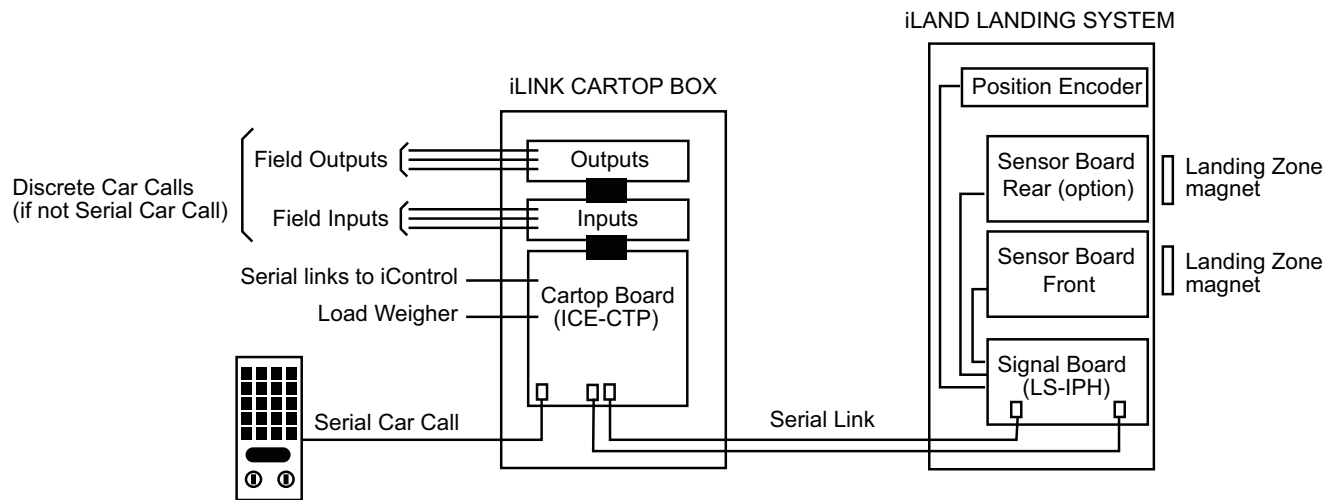 iLAND LANDING SYSTEM
iLINK CARTOP BOX
Position Encoder
Field Outputs
Outputs
Sensor Board
Rear (option)
Landing Zone
magnet
Discrete Car Calls
(if not Serial Car Call)
Field Inputs
Inputs
Sensor Board
Front
Landing Zone
magnet
Serial links to iControl
Load Weigher
Cartop Board
(ICE-CTP)
Signal Board
(LS-IPH)
Serial Car Call
Serial Link